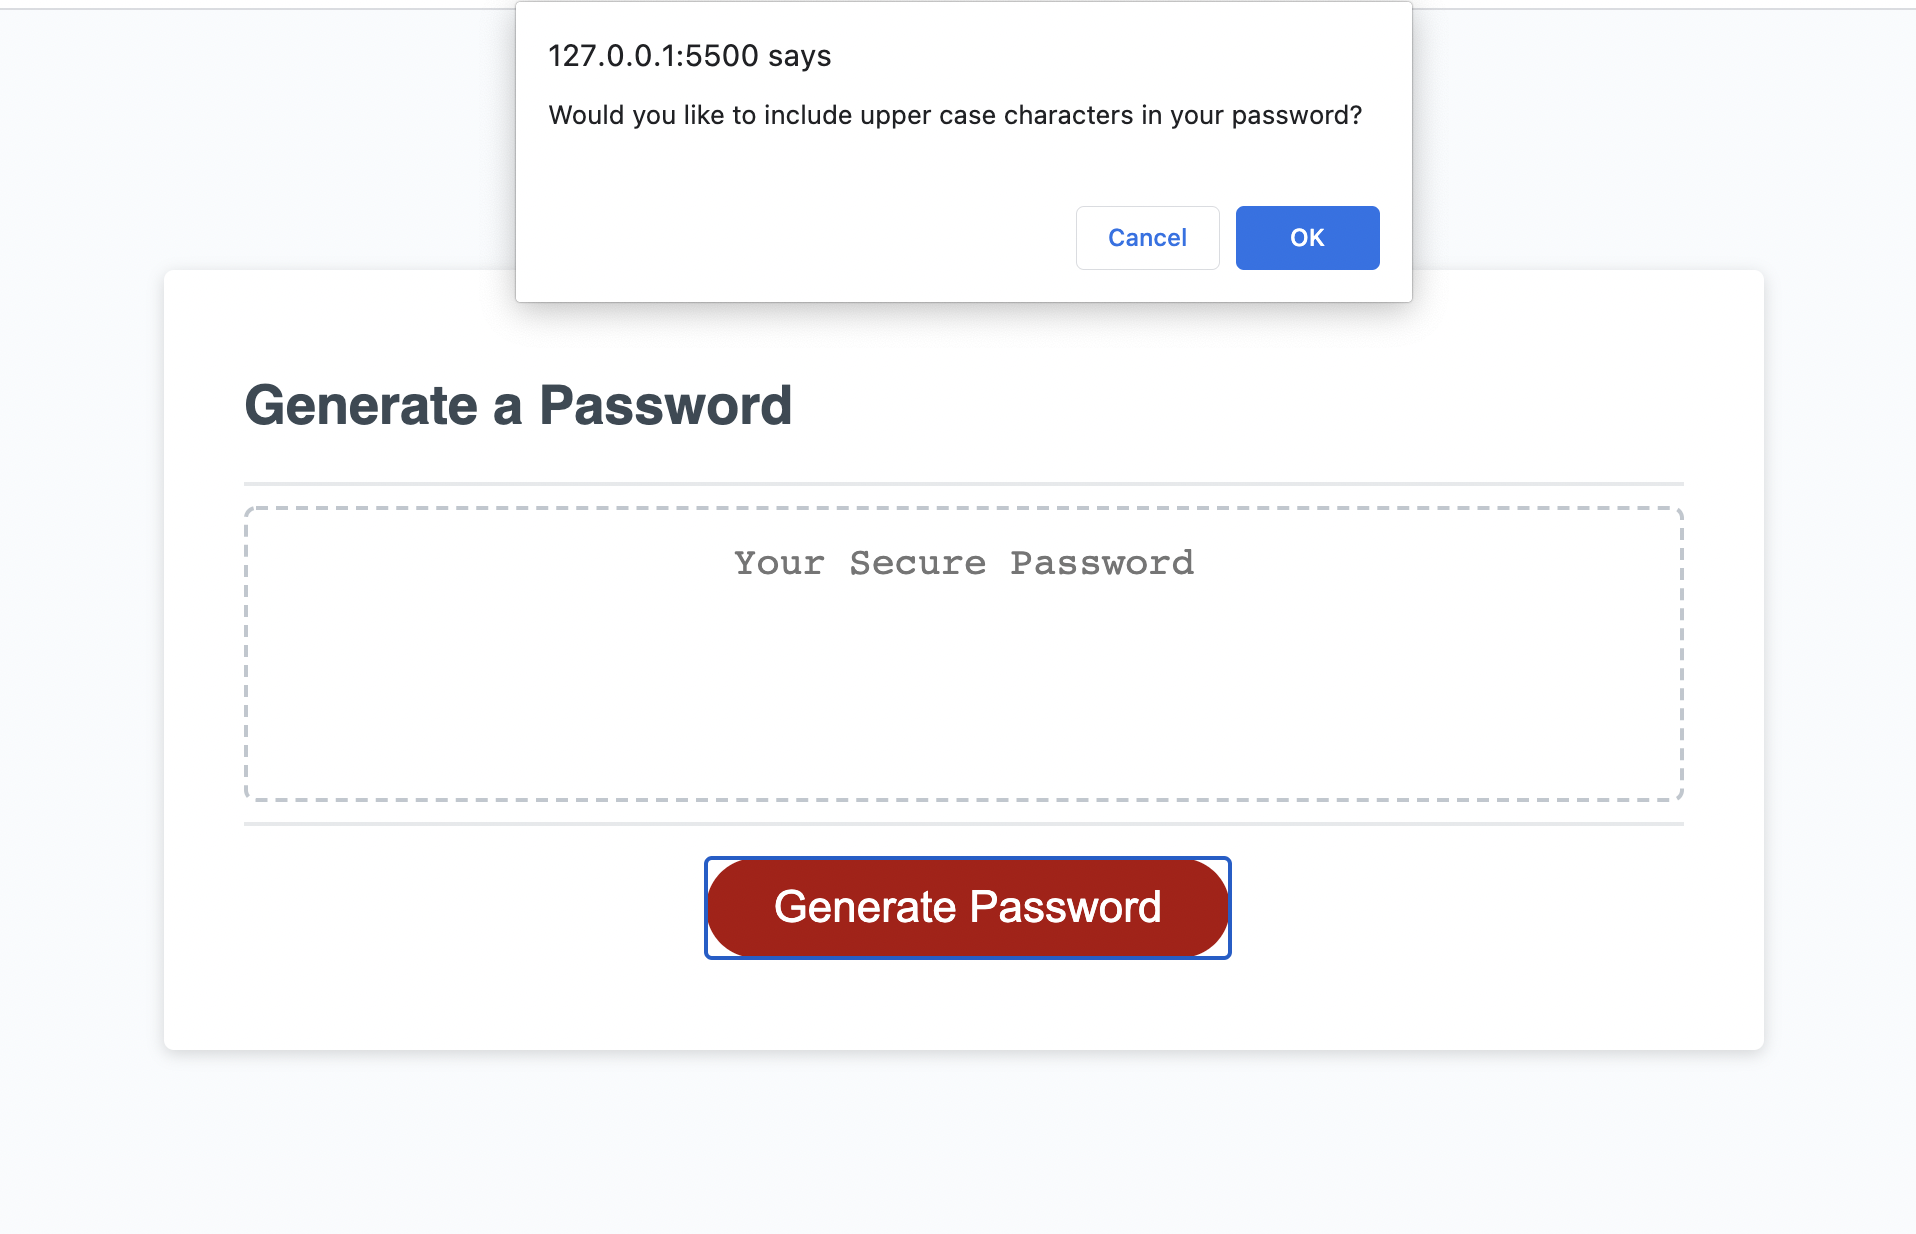 127.0.0.1:5500 says
Would you like to include upper case characters in your password?
Cancel
OK
Generate a Password
Your Secure Password
Generate Password